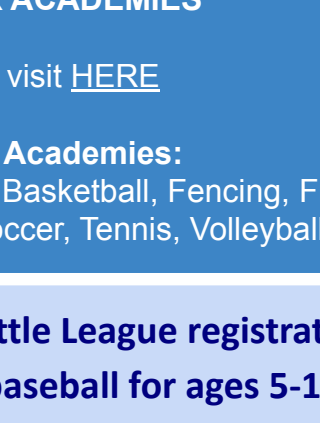 ACADEMIES
visit HERE
Academies:
Basketball, Fencing, F
occer, Tennis, Volleyball
ttle League registrat
baseball for ages 5-1